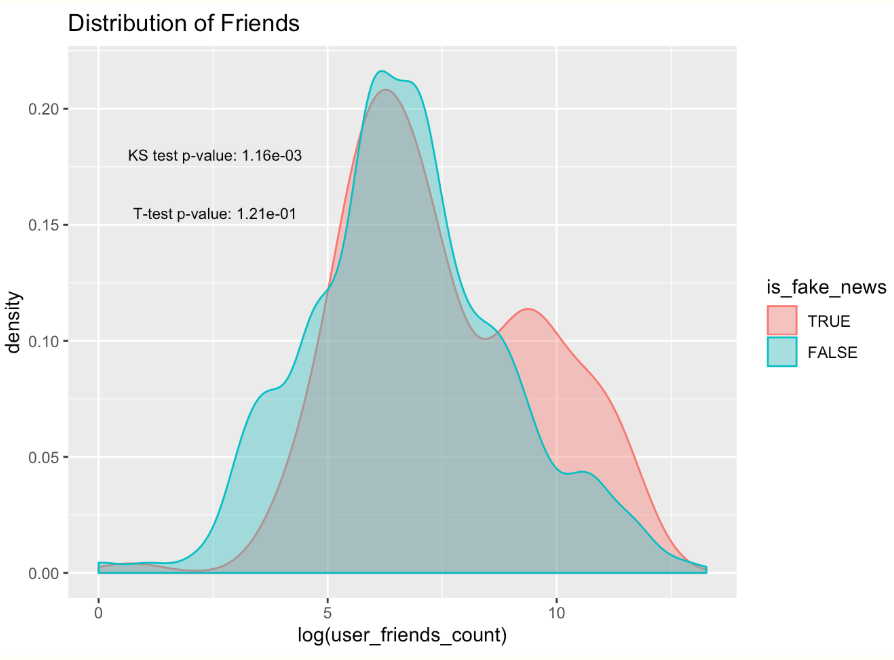 Distribution of Friends
KS test p-value: 1.16e-03
T-test p-value: 1.21e-01
density
0.20
0.15
0.10
0.05
0.00
0
5
10
log(user_friends_count)
is_fake_news
TRUE
FALSE